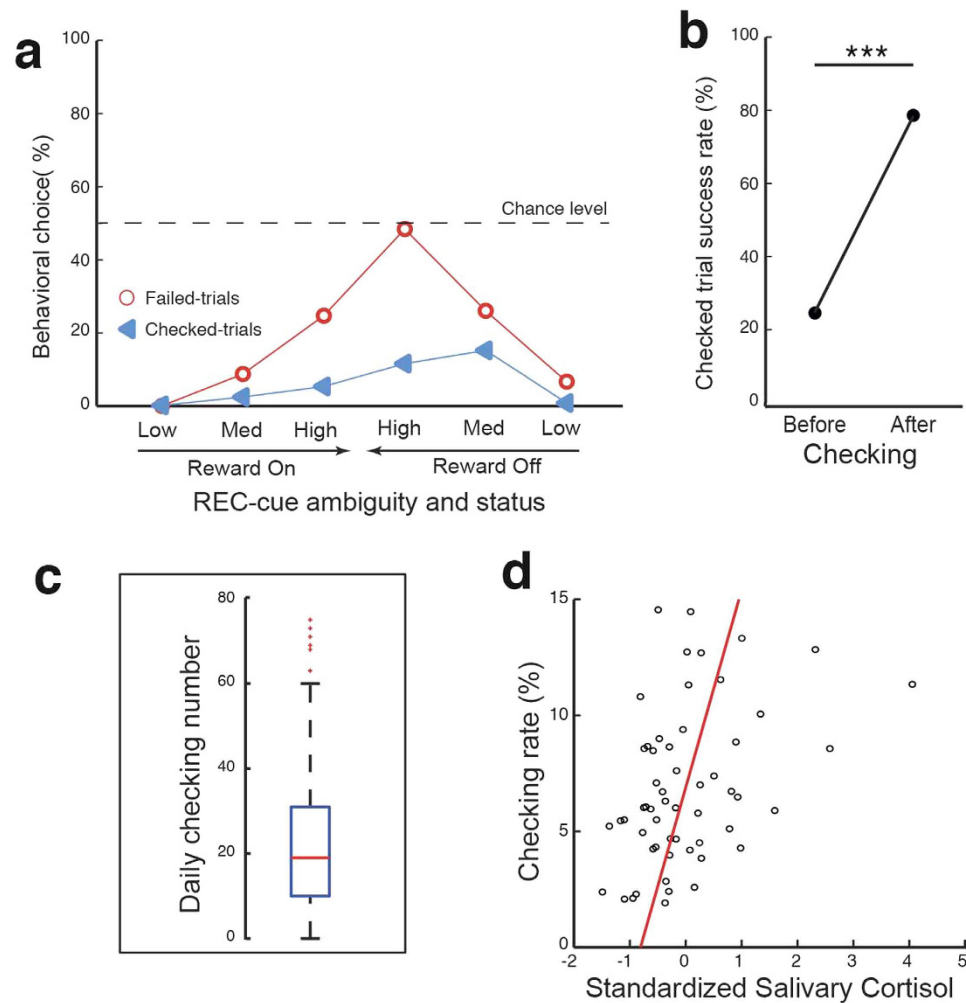 a
100
80
60
40
20
0
Behavioral choice( %)
Chance level
Failed-trials
Checked-trials
Low Med High High Med Low
Reward On Reward Off
REC-cue ambiguity and status
b
***
100
80
60
40
20
0
Checked trial success rate (%)
Before After
Checking
c
80
60
40
20
0
Daily checking number
d
15
10
5
0
Checking rate (%)
-2 -1 0 1 2 3 4 5
Standardized Salivary Cortisol